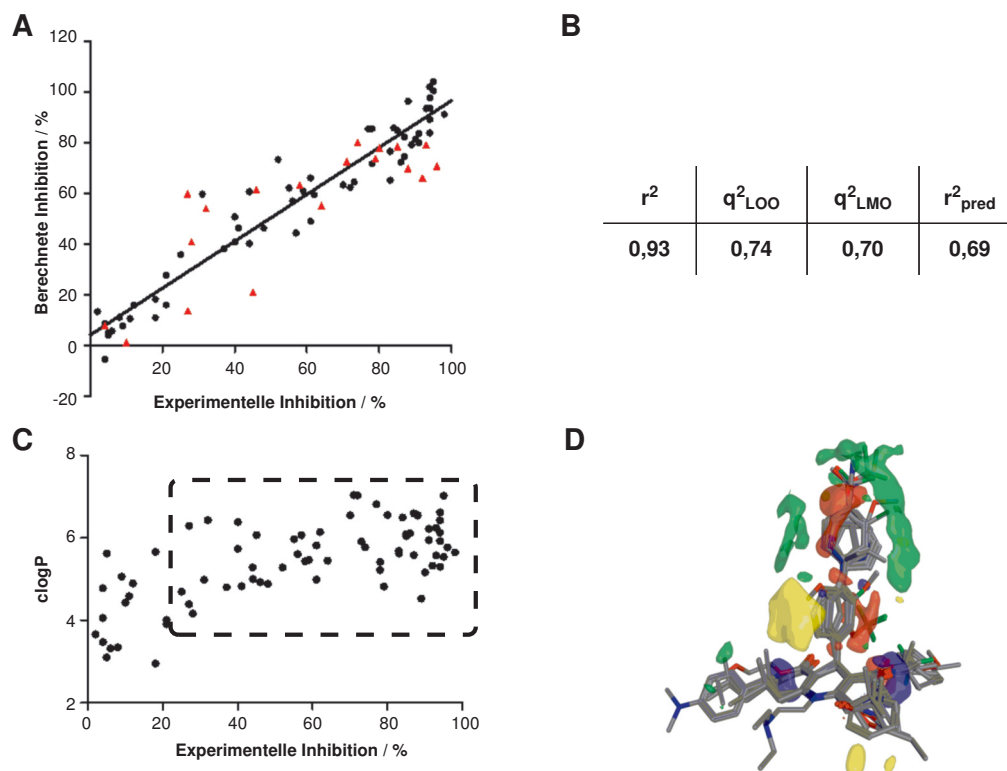 A
120
100
80
60
40
20
0
-20
Berechnete Inhibition / %
20 40 60 80 100
Experimentelle Inhibition / %
B
r² q²LOO q²LMO r²pred
0,93 0,74 0,70 0,69
C
8
6
4
2
clogP
0 20 40 60 80 100
Experimentelle Inhibition / %
D